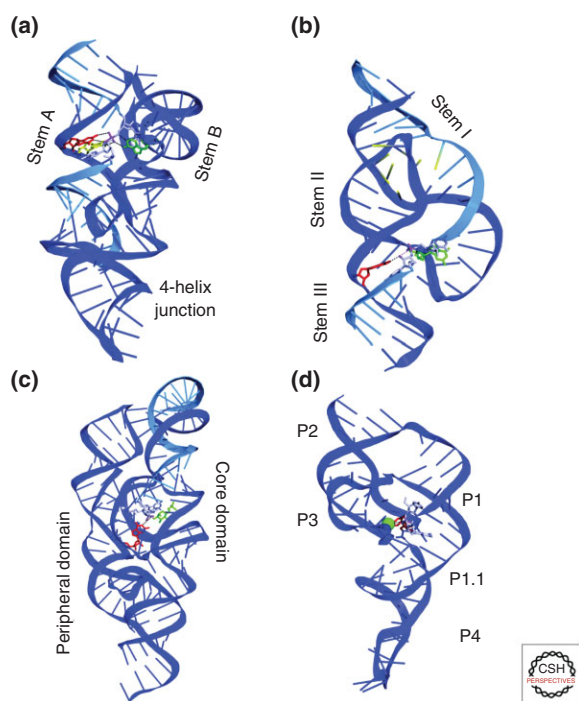 (a)
Stem A
Stem B
4-helix
junction
(b)
Stem I
Stem II
Stem III
(c)
Peripheral domain
Core domain
(d)
P2
P1
P3
P1.1
P4
CSH
PERSPECTIVES